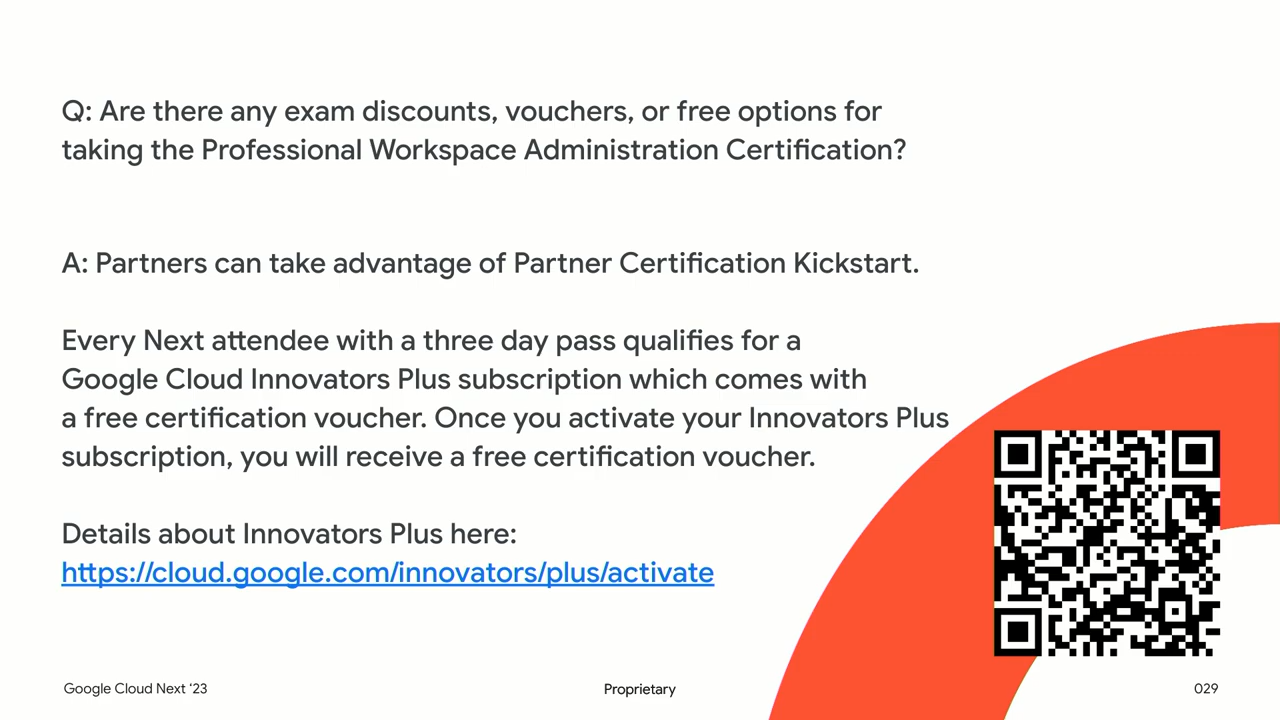 Q: Are there any exam discounts, vouchers, or free options for
taking the Professional Workspace Administration Certification?
A: Partners can take advantage of Partner Certification Kickstart.
Every Next attendee with a three day pass qualifies for a
Google Cloud Innovators Plus subscription which comes with
a free certification voucher. Once you activate your Innovators Plus
subscription, you will receive a free certification voucher.
Details about Innovators Plus here:
https://cloud.google.com/innovators/plus/activate
Google Cloud Next ‘23
Proprietary
029